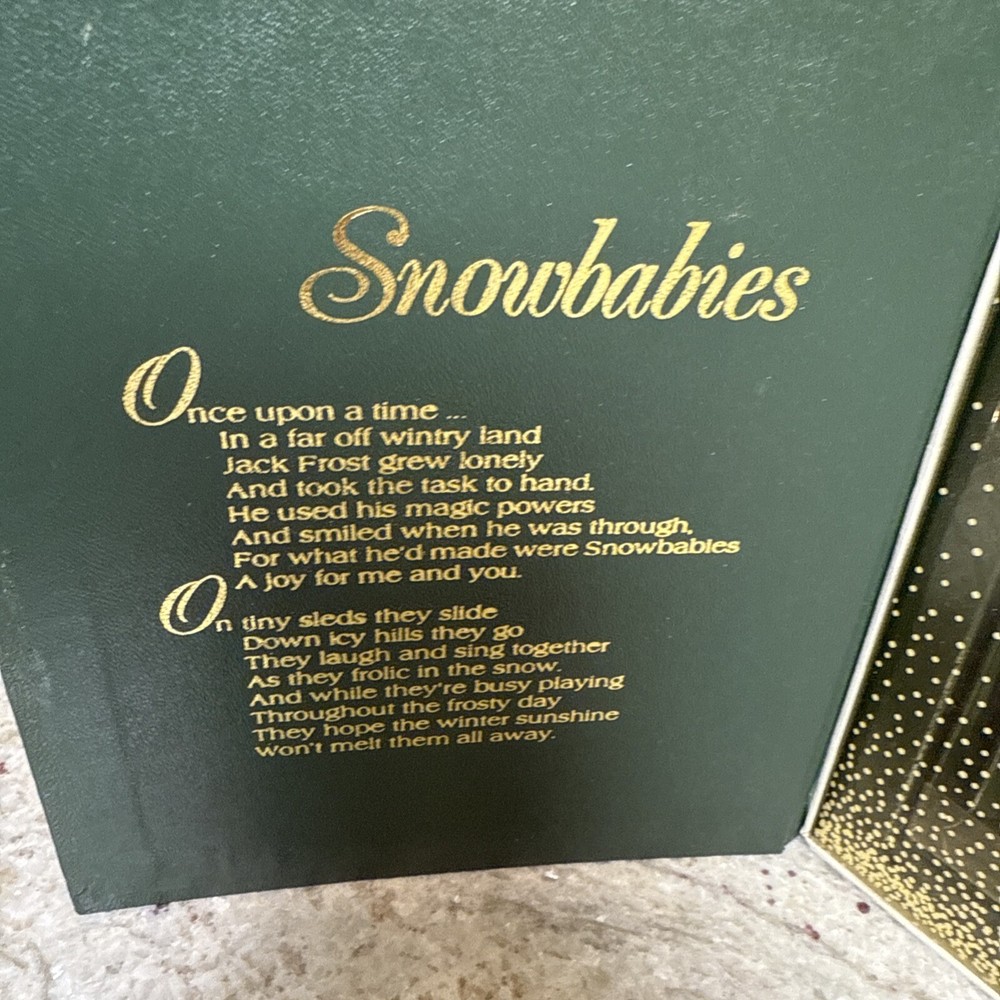 Snowbabies
Once upon a time ...
In a far off wintry land
Jack Frost grew lonely
And took the task to hand.
He used his magic powers
And smiled when he was through,
For what he'd made were Snowbabies
A joy for me and you.
On tiny sleds they slide
Down icy hills they go
They laugh and sing together
As they frolic in the snow.
And while they're busy playing
Throughout the frosty day
They hope the winter sunshine
Won't melt them all away.